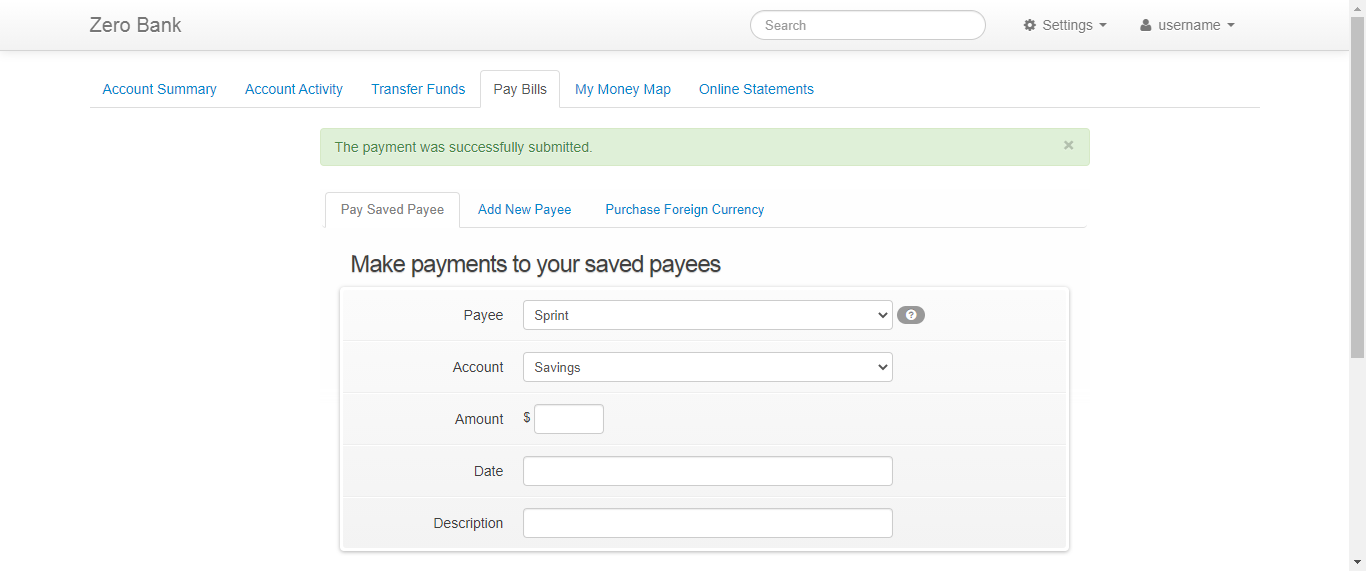 Zero Bank Search Settings username
Account Summary Account Activity Transfer Funds Pay Bills My Money Map Online Statements
The payment was successfully submitted. ×
Pay Saved Payee Add New Payee Purchase Foreign Currency
Make payments to your saved payees
Payee Sprint ?
Account Savings
Amount $
Date
Description